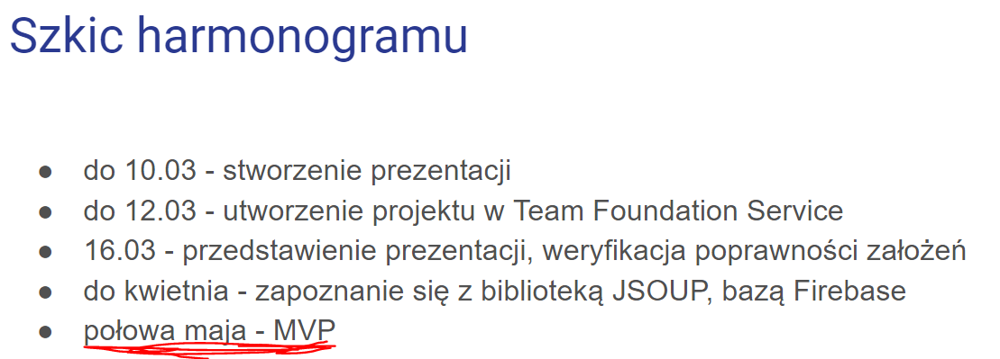 Szkic harmonogramu
● do 10.03 - stworzenie prezentacji
● do 12.03 - utworzenie projektu w Team Foundation Service
● 16.03 - przedstawienie prezentacji, weryfikacja poprawności założeń
● do kwietnia - zapoznanie się z biblioteką JSOUP, bazą Firebase
● połowa maja - MVP